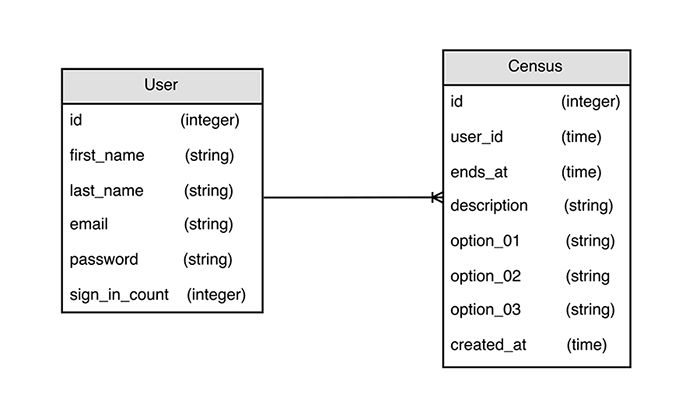 User
id (integer)
first_name (string)
last_name (string)
email (string)
password (string)
sign_in_count (integer)
Census
id (integer)
user_id (time)
ends_at (time)
description (string)
option_01 (string)
option_02 (string
option_03 (string)
created_at (time)